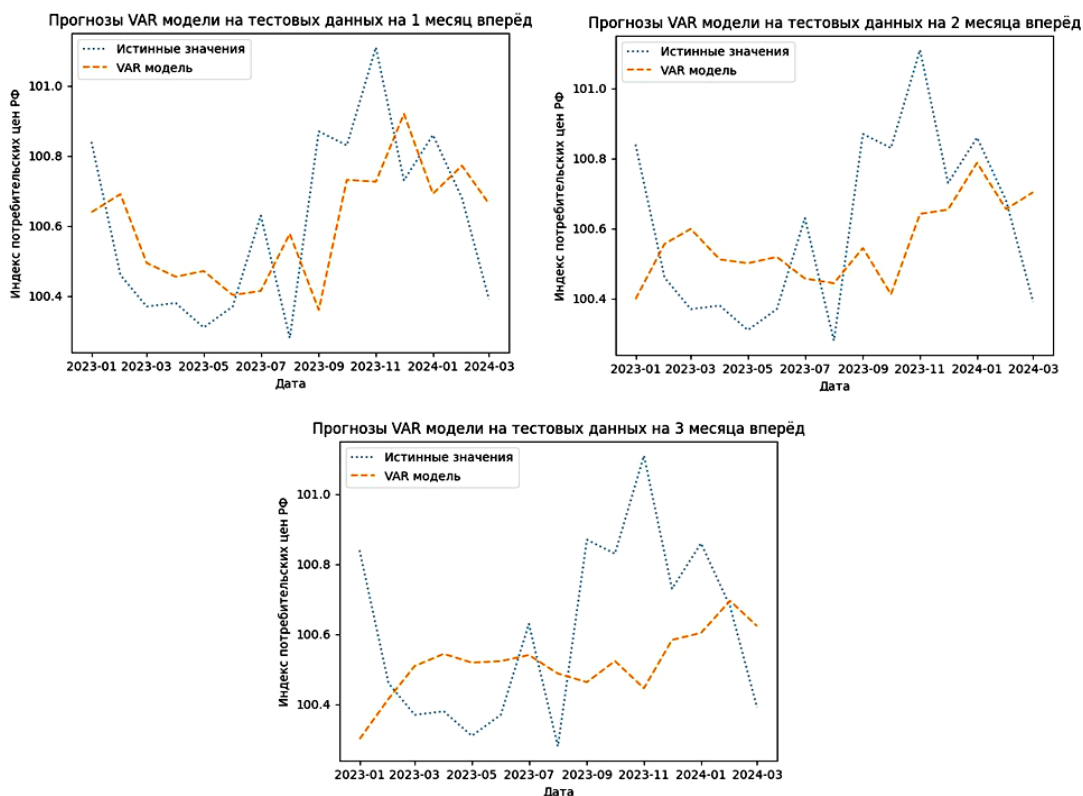 Прогнозы VAR модели на тестовых данных на 1 месяц вперёд
Истинные значения
VAR модель
Индекс потребительских цен РФ
101.0
100.8
100.6
100.4
2023-01 2023-03 2023-05 2023-07 2023-09 2023-11 2024-01 2024-03
Дата
Прогнозы VAR модели на тестовых данных на 2 месяца вперёд
Истинные значения
VAR модель
Индекс потребительских цен РФ
101.0
100.8
100.6
100.4
2023-01 2023-03 2023-05 2023-07 2023-09 2023-11 2024-01 2024-03
Дата
Прогнозы VAR модели на тестовых данных на 3 месяца вперёд
Истинные значения
VAR модель
Индекс потребительских цен РФ
101.0
100.8
100.6
100.4
2023-01 2023-03 2023-05 2023-07 2023-09 2023-11 2024-01 2024-03
Дата